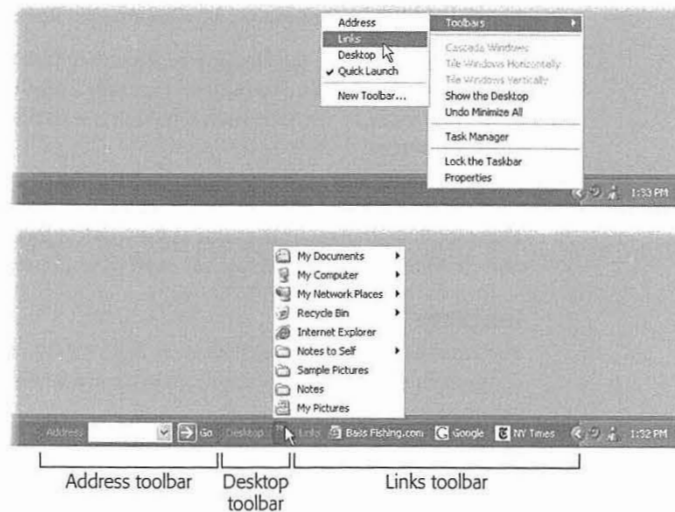 Address
Links
Desktop
Quick Launch
New Toolbar...
Toolbars
Cascade Windows
Tile Windows Horizontally
Tile Windows Vertically
Show the Desktop
Undo Minimize All
Task Manager
Lock the Taskbar
Properties
1:33 PM
My Documents
My Computer
My Network Places
Recycle Bin
Internet Explorer
Notes to Self
Sample Pictures
Notes
My Pictures
Address Go Desktop Links Bass Fishing.com Google NY Times 1:32 PM
Address toolbar Desktop toolbar Links toolbar